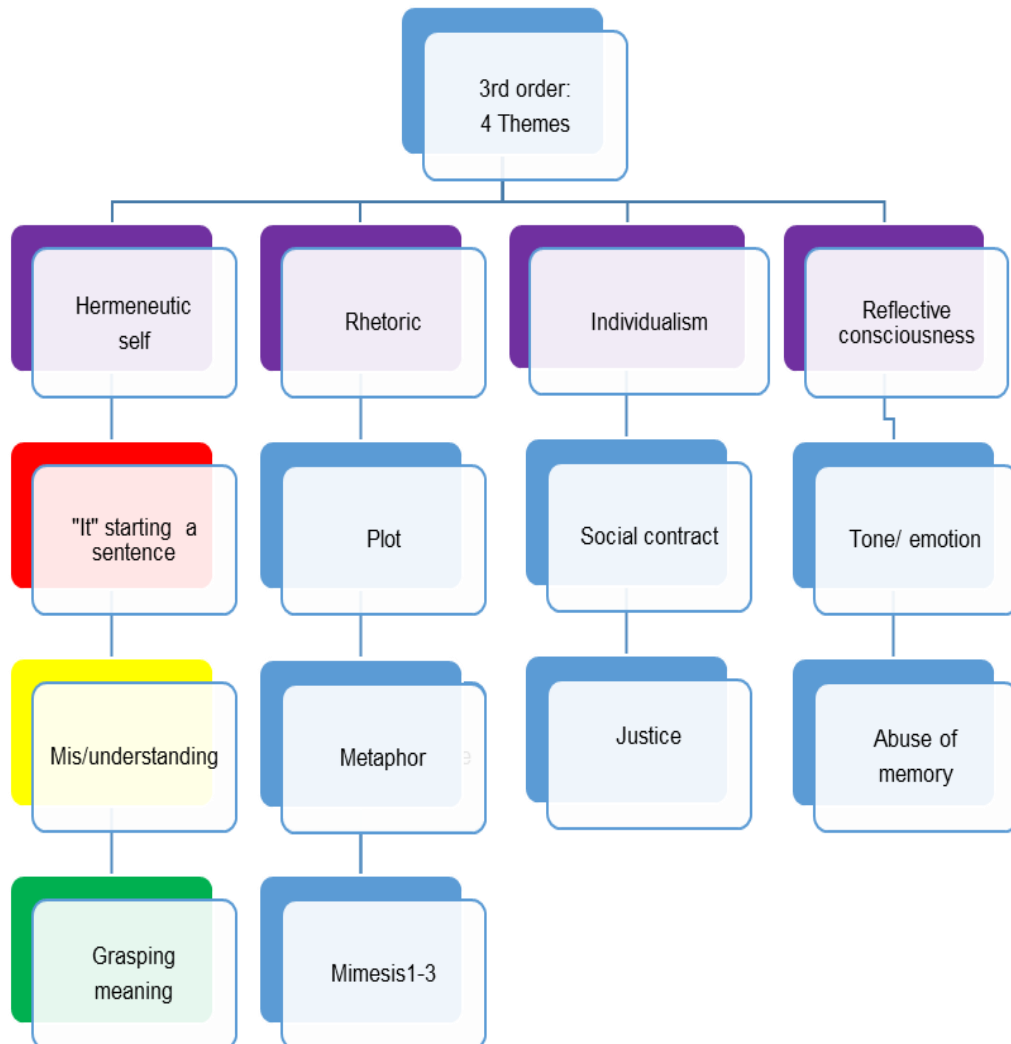 3rd order:
4 Themes
Hermeneutic
self
Rhetoric
Individualism
Reflective
consciousness
"It" starting a
sentence
Plot
Social contract
Tone/ emotion
Mis/understanding
Metaphor
Justice
Abuse of
memory
Grasping
meaning
Mimesis1-3